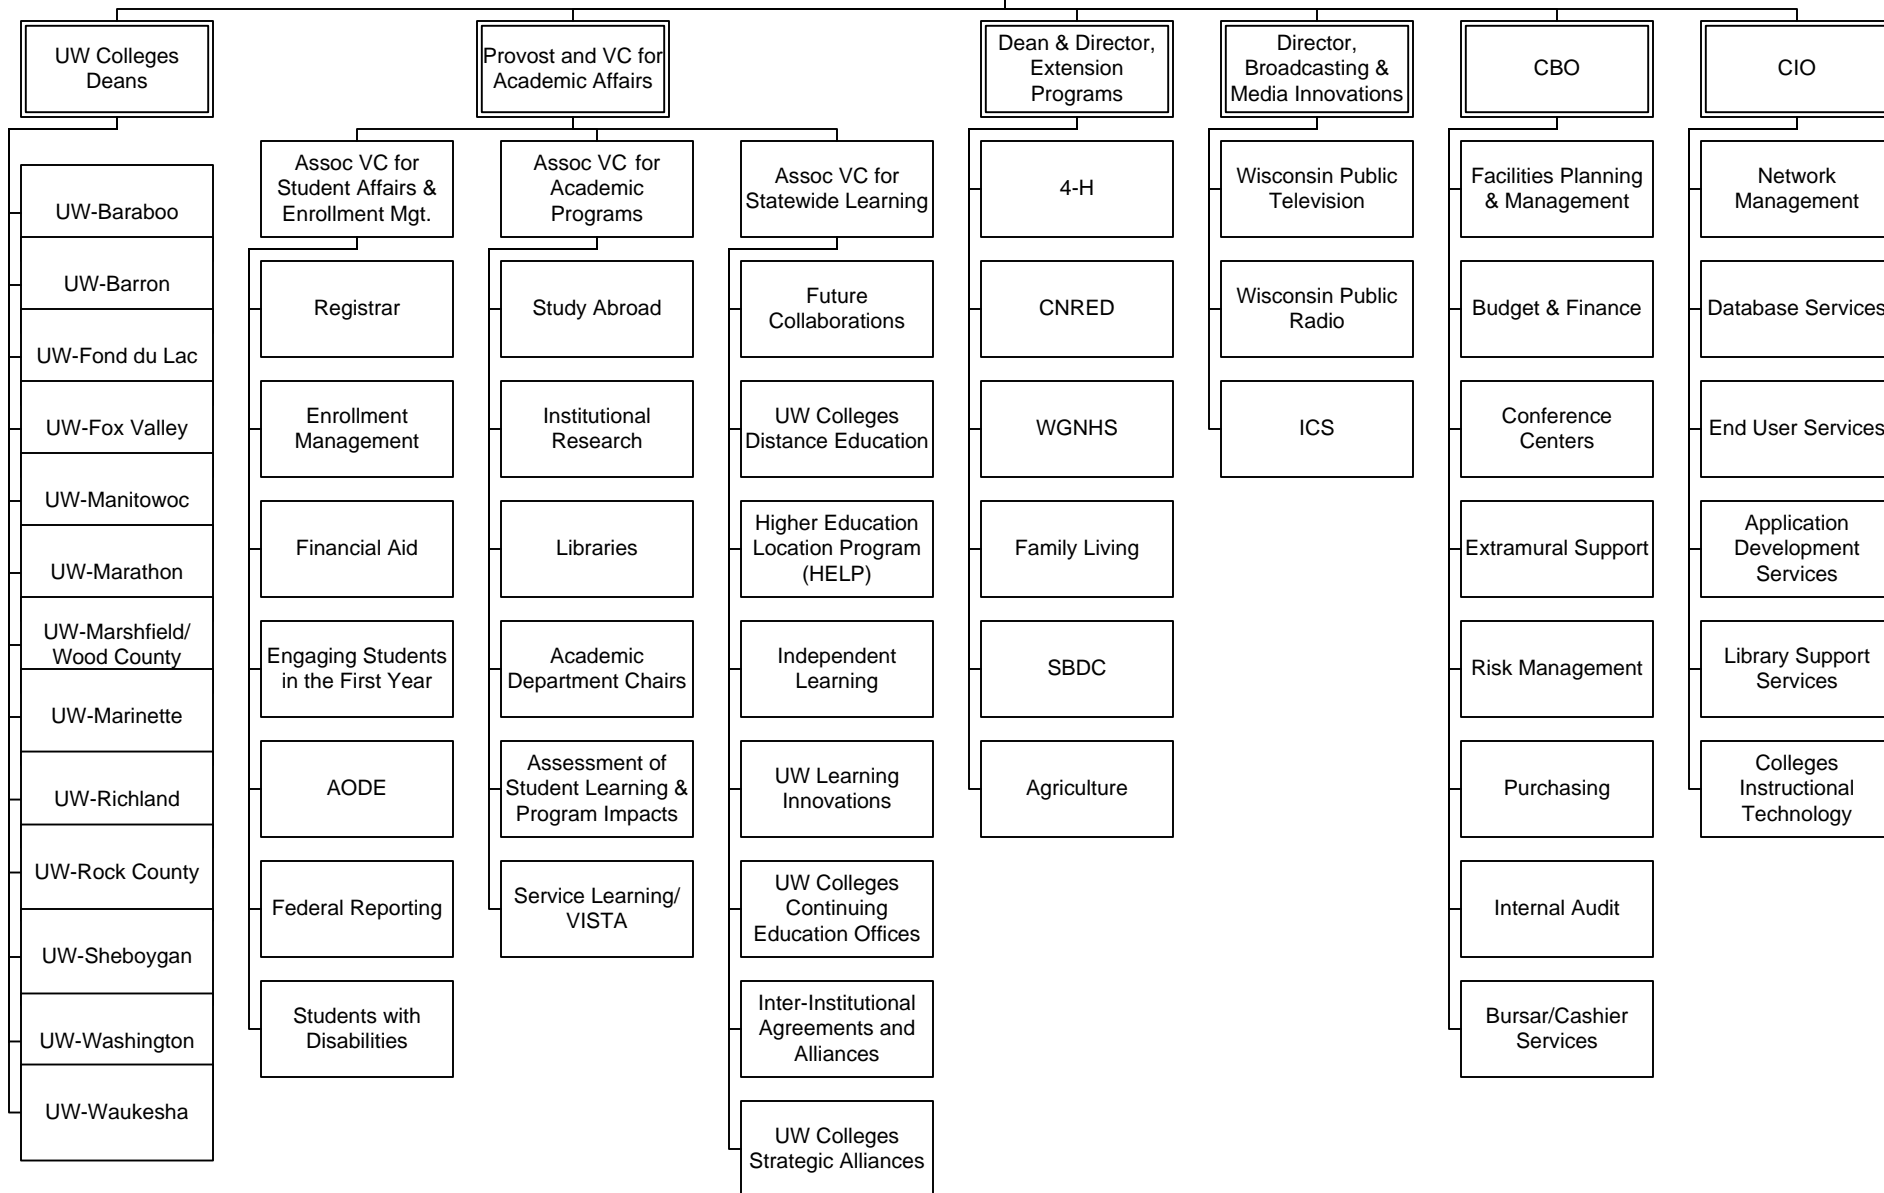 UW Colleges
Deans
Provost and VC for
Academic Affairs
Dean & Director,
Extension
Programs
Director,
Broadcasting &
Media Innovations
CBO
CIO
UW-Baraboo
UW-Barron
UW-Fond du Lac
UW-Fox Valley
UW-Manitowoc
UW-Marathon
UW-Marshfield/
Wood County
UW-Marinette
UW-Richland
UW-Rock County
UW-Sheboygan
UW-Washington
UW-Waukesha
Assoc VC for
Student Affairs &
Enrollment Mgt.
Registrar
Enrollment
Management
Financial Aid
Engaging Students
in the First Year
AODE
Federal Reporting
Students with
Disabilities
Assoc VC for
Academic
Programs
Study Abroad
Institutional
Research
Libraries
Academic
Department Chairs
Assessment of
Student Learning &
Program Impacts
Service Learning/
VISTA
Assoc VC for
Statewide Learning
Future
Collaborations
UW Colleges
Distance Education
Higher Education
Location Program
(HELP)
Independent
Learning
UW Learning
Innovations
UW Colleges
Continuing
Education Offices
Inter-Institutional
Agreements and
Alliances
UW Colleges
Strategic Alliances
4-H
CNRED
WGNHS
Family Living
SBDC
Agriculture
Wisconsin Public
Television
Wisconsin Public
Radio
ICS
Facilities Planning
& Management
Budget & Finance
Conference
Centers
Extramural Support
Risk Management
Purchasing
Internal Audit
Bursar/Cashier
Services
Network
Management
Database Services
End User Services
Application
Development
Services
Library Support
Services
Colleges
Instructional
Technology